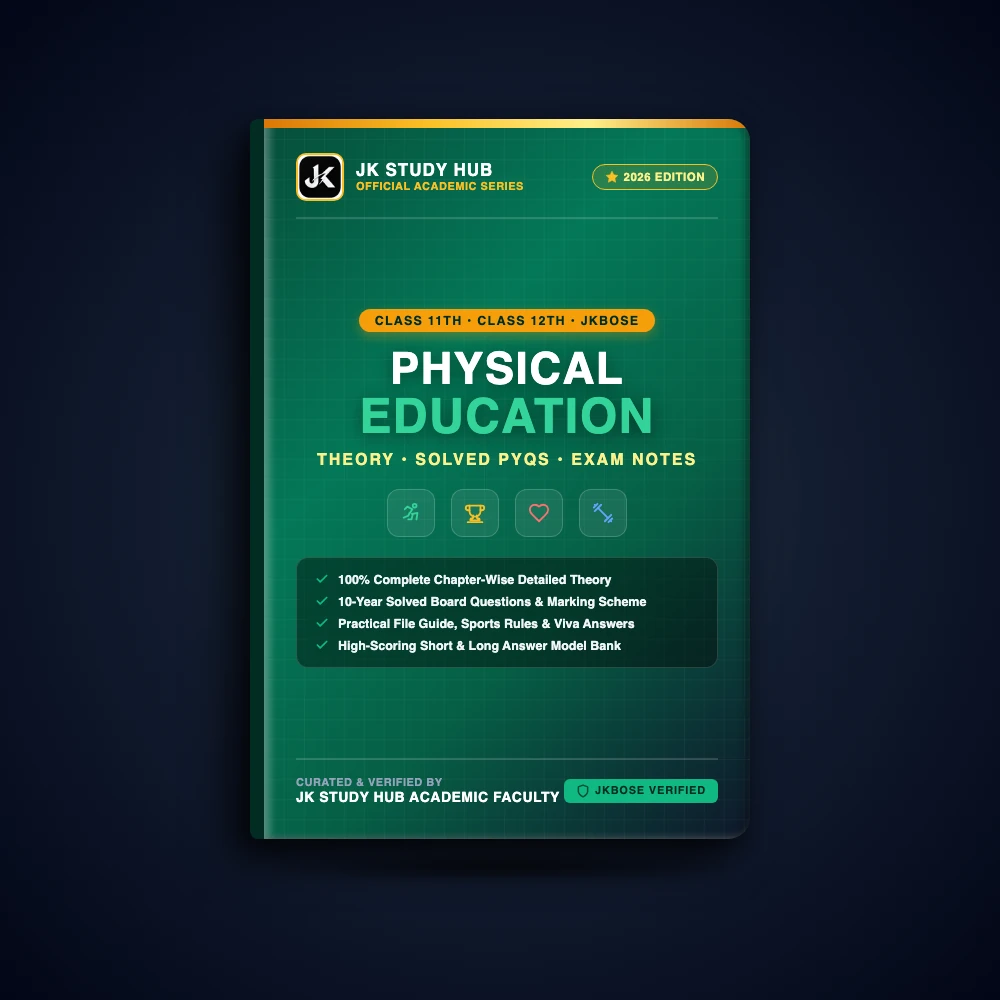 JK
JK STUDY HUB
OFFICIAL ACADEMIC SERIES
2026 EDITION
CLASS 11TH • CLASS 12TH • JKBOSE
PHYSICAL
EDUCATION
THEORY • SOLVED PYQS • EXAM NOTES
100% Complete Chapter-Wise Detailed Theory
10-Year Solved Board Questions & Marking Scheme
Practical File Guide, Sports Rules & Viva Answers
High-Scoring Short & Long Answer Model Bank
CURATED & VERIFIED BY
JK STUDY HUB ACADEMIC FACULTY
JKBOSE VERIFIED